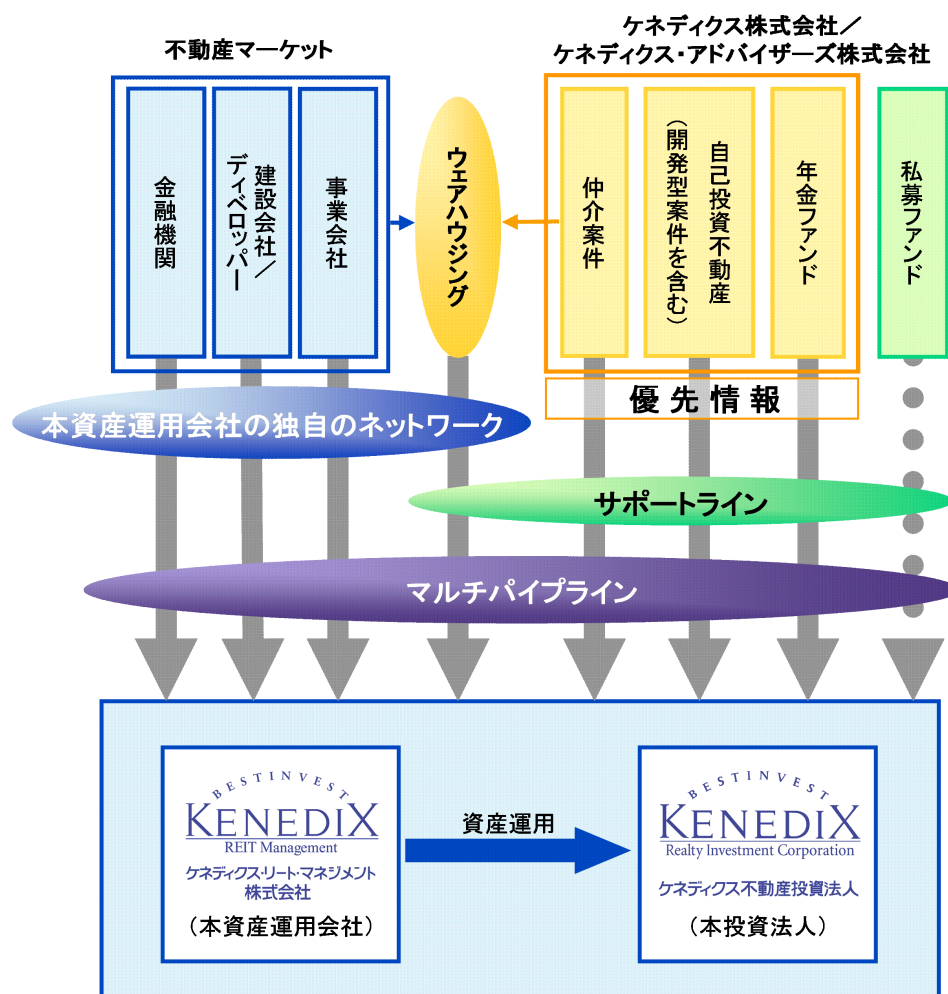 不動産マーケット
ケネディクス株式会社／
ケネディクス・アドバイザーズ株式会社
金融機関
建設会社／
ディベロッパー
事業会社
ウェアハウジング
仲介案件
自己投資不動産
（開発型案件を含む）
年金ファンド
私募ファンド
優先情報
本資産運用会社の独自のネットワーク
サポートライン
マルチパイプライン
BESTINVEST
KENEDIX
REIT Management
ケネディクス・リート・マネジメント
株式会社
（本資産運用会社）
資産運用
BESTINVEST
KENEDIX
Realty Investment Corporation
ケネディクス不動産投資法人
（本投資法人）